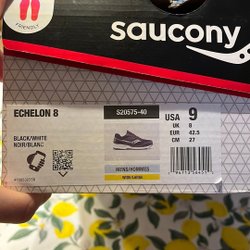 FRIENDLY
saucony
ECHELON 8
BLACK/WHITE
NOIR/BLANC
S20575-40
MENS/HOMMES
WIDE/LARGE
USA 9
UK 8
EUR 42.5
CM 27